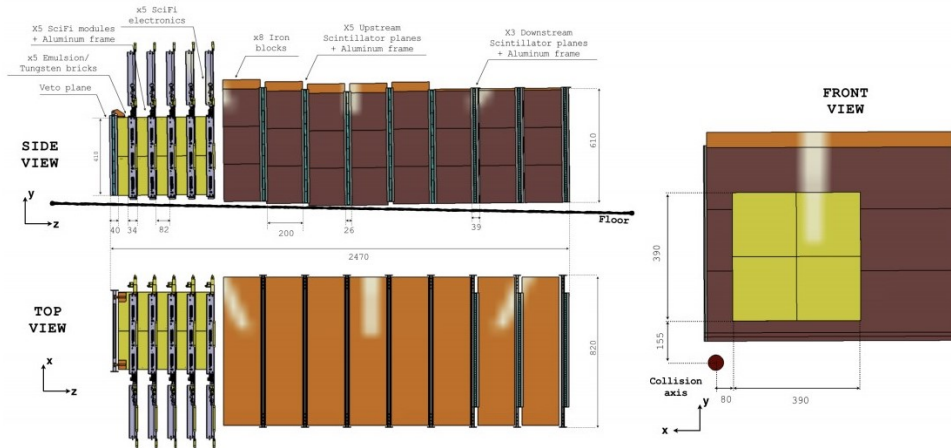 x5 SciFi
electronics
X5 SciFi modules
+ Aluminum frame
x5 Emulsion/
Tungsten bricks
Veto plane
x8 Iron
blocks
X5 Upstream
Scintillator planes
+ Aluminum frame
X3 Downstream
Scintillator planes
+ Aluminum frame
SIDE
VIEW
y
z
610
40
34
82
200
26
39
Floor
2470
TOP
VIEW
x
z
820
FRONT
VIEW
390
155
Collision
axis
80
390
y
x